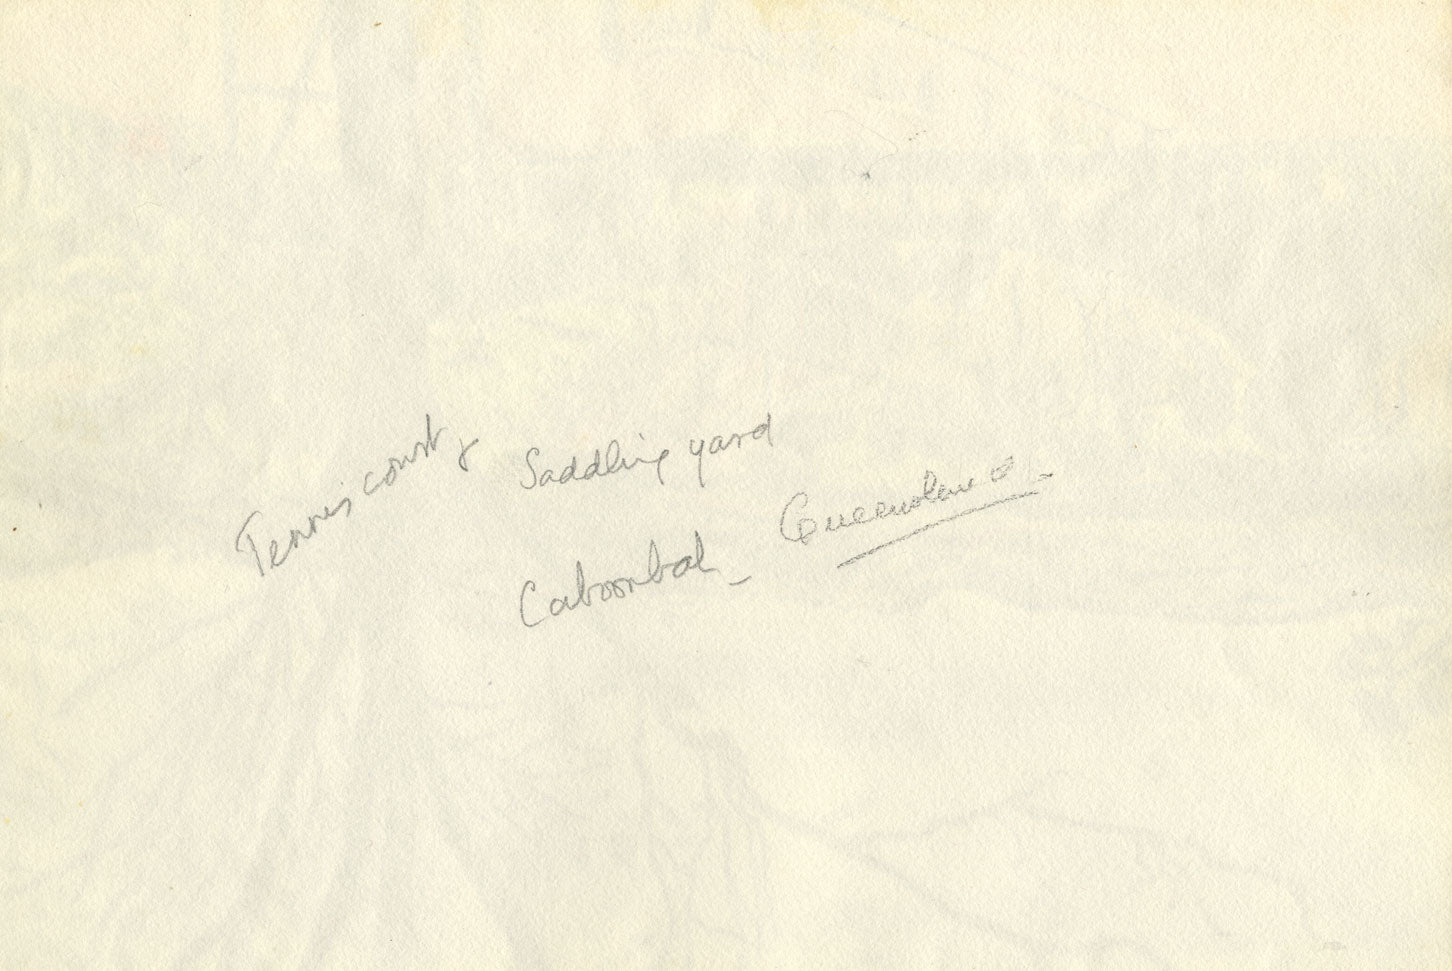 Tennis court & Saddling yard
Caboonbah - Queensland -